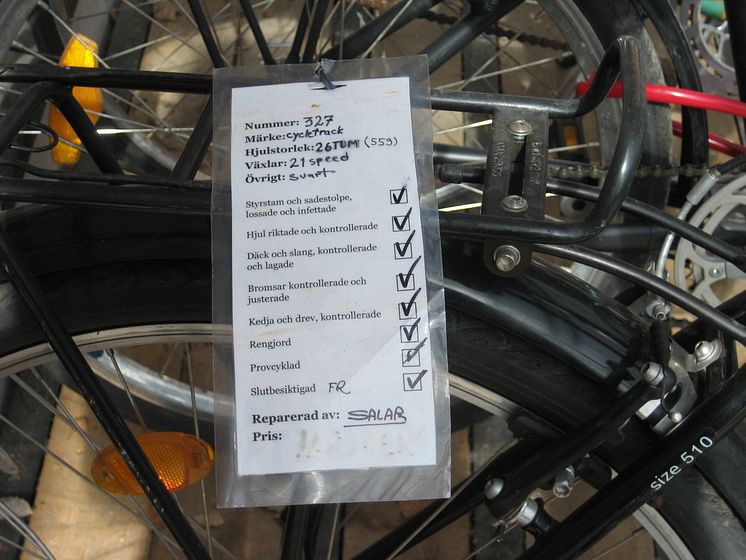 Nummer: 327
Märke: cycktrack
Hjulstorlek: 26TUM (559)
Växlar: 21 speed
Övrigt: svart
Styrstam och sadestolpe,
lossade och infettade
Hjul riktade och kontrollerade
Däck och slang, kontrollerade
och lagade
Bromsar kontrollerade och
justerade
Kedja och drev, kontrollerade
Rengjord
Provcyklad
Slutbesiktigad FR
Reparerad av: SALAR
Pris:
size 510